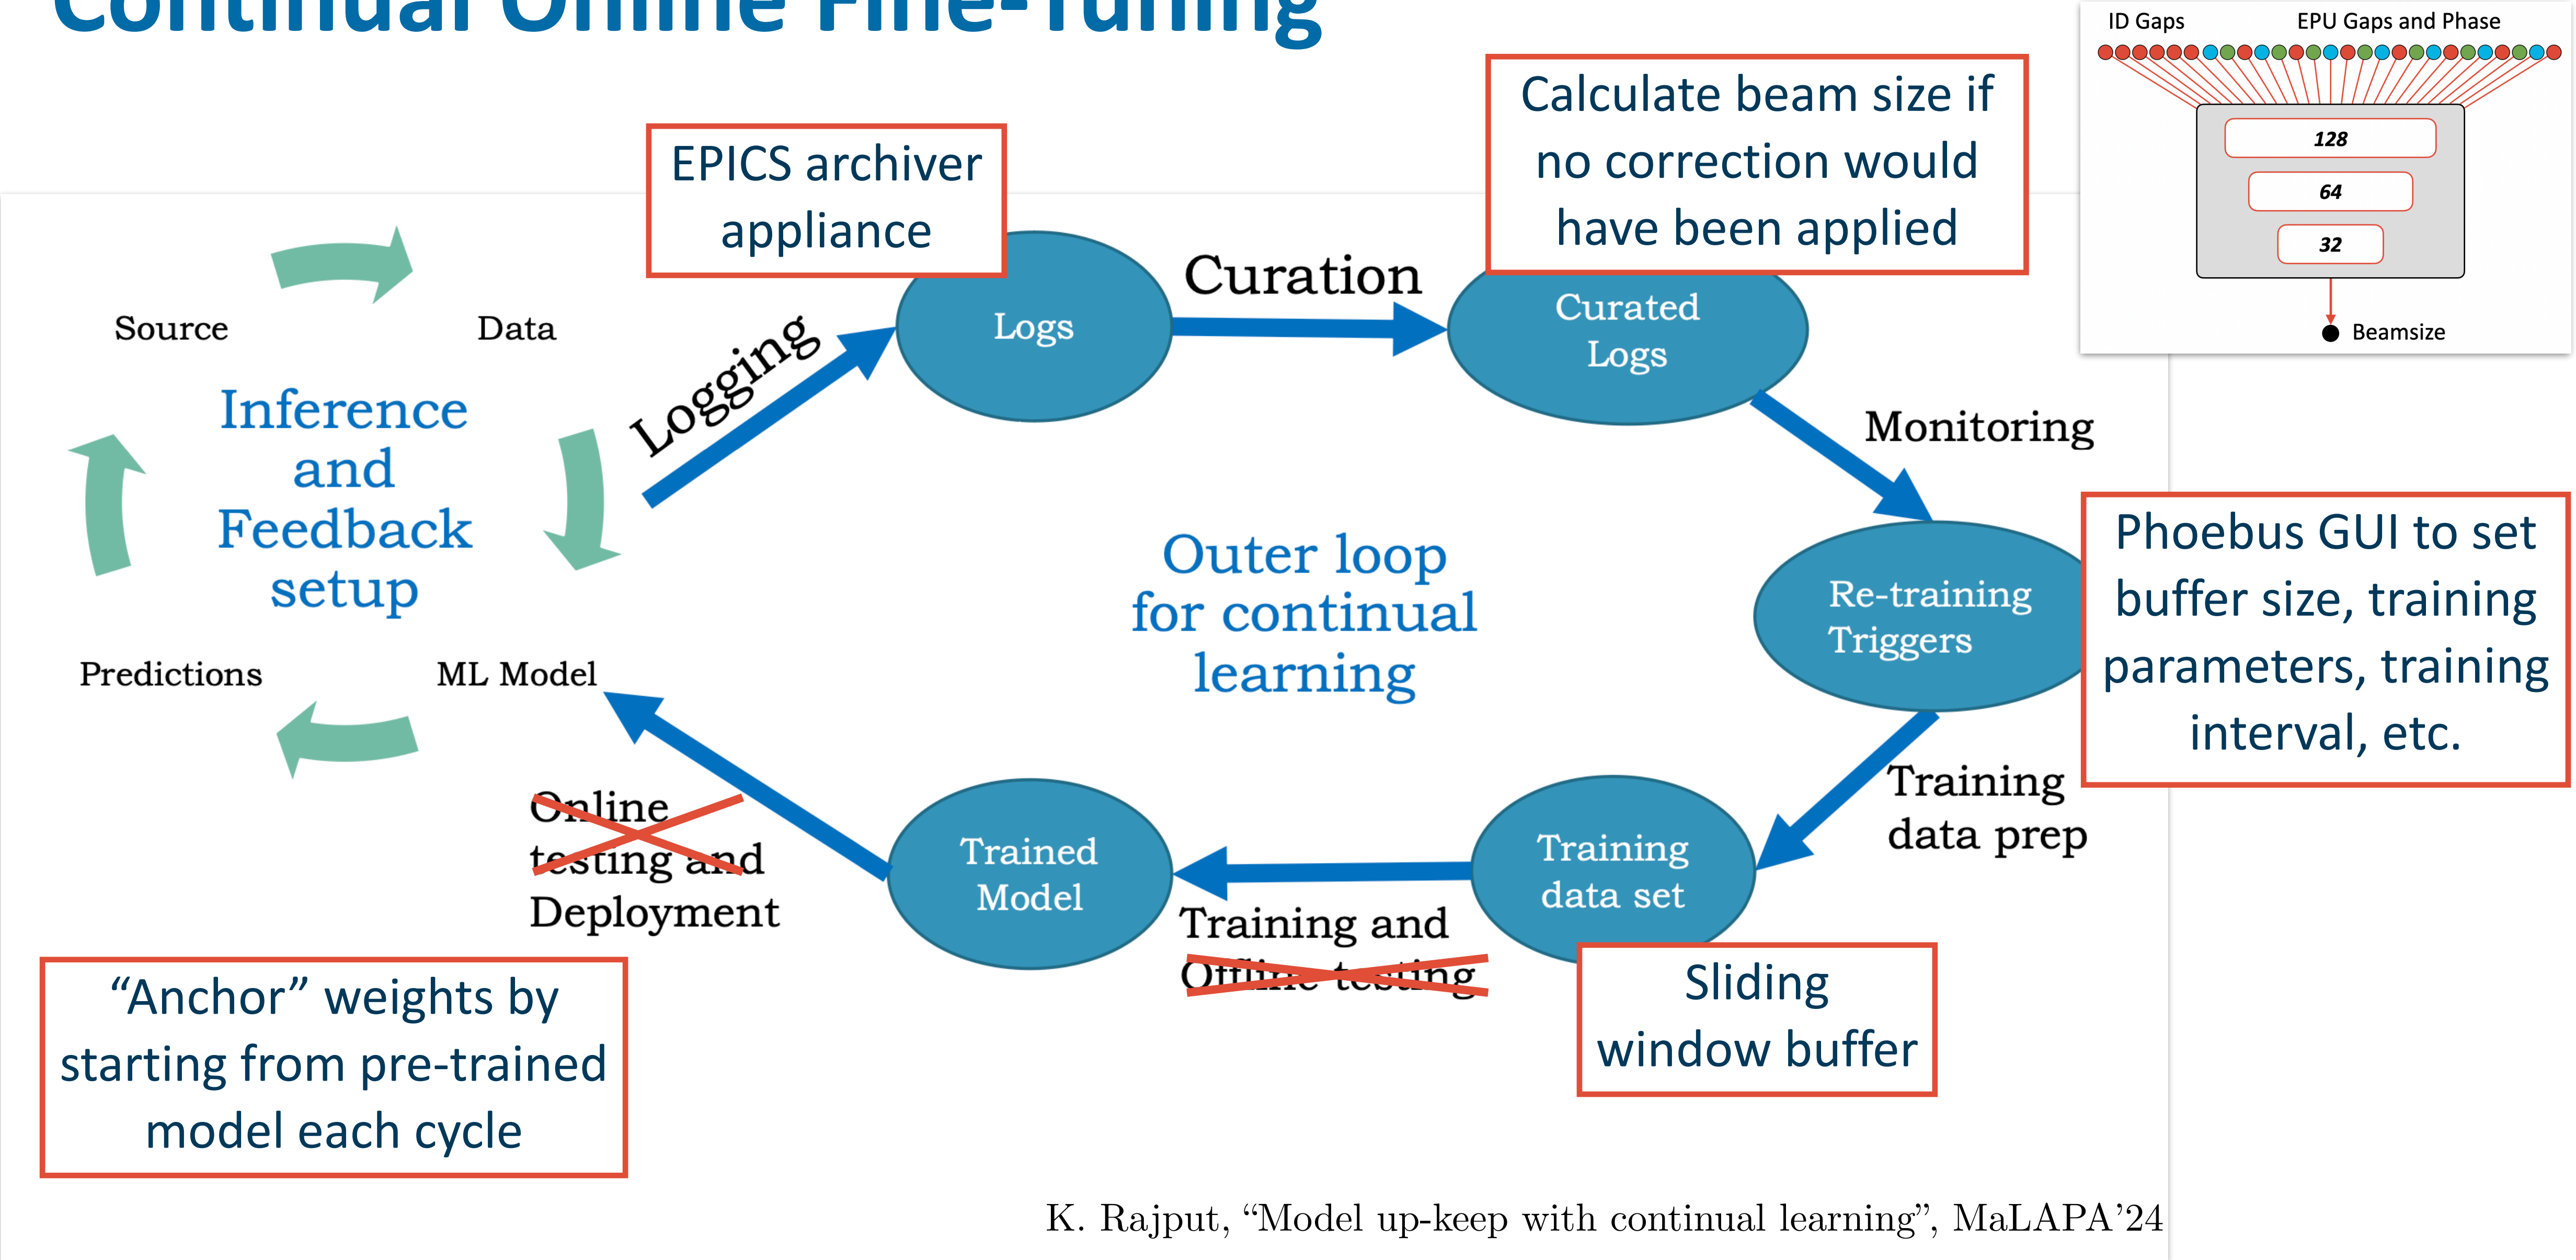 Continual Online Fine-Tuning
ID Gaps
EPU Gaps and Phase
128
64
32
Beamsize
EPICS archiver
appliance
Calculate beam size if
no correction would
have been applied
Source
Data
Inference
and
Feedback
setup
Predictions
ML Model
Logging
Logs
Curation
Curated
Logs
Monitoring
Re-training
Triggers
Phoebus GUI to set
buffer size, training
parameters, training
interval, etc.
Outer loop
for continual
learning
Training
data prep
Training
data set
Sliding
window buffer
Training and
Offline testing
Trained
Model
Online
testing and
Deployment
“Anchor” weights by
starting from pre-trained
model each cycle
K. Rajput, “Model up-keep with continual learning”, MaLAPA’24